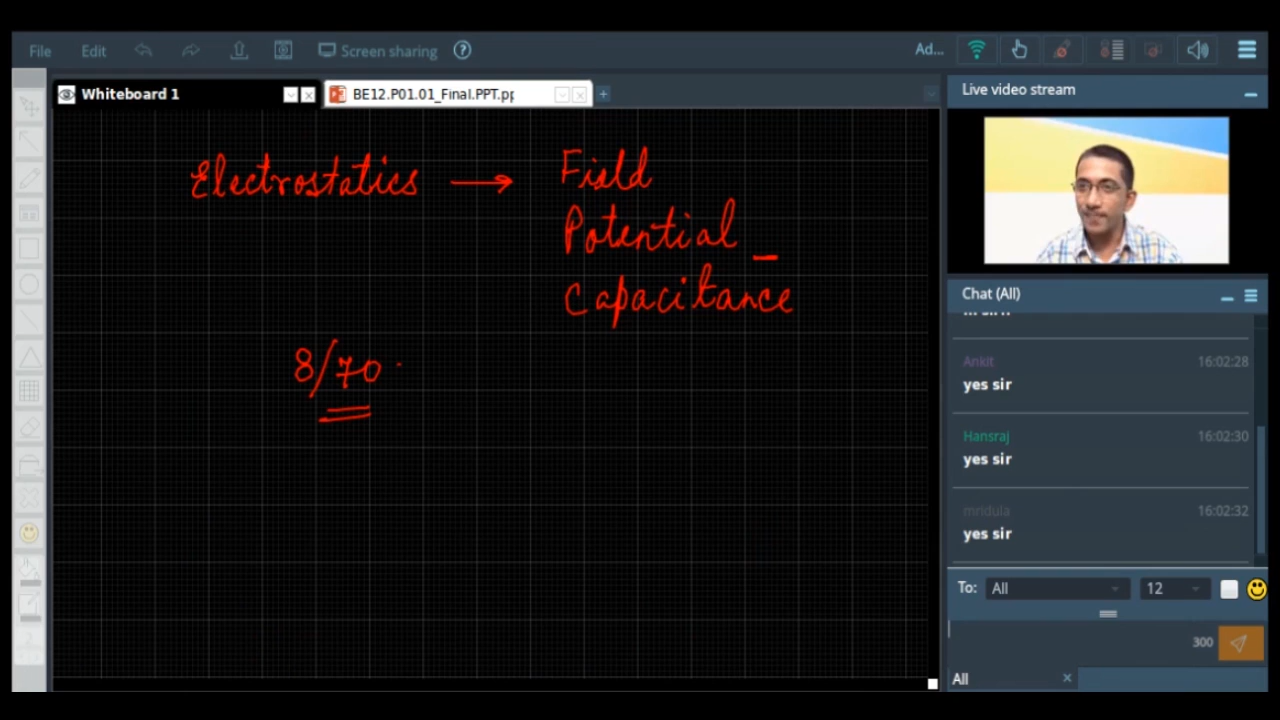 File Edit Screen sharing ? Ad...
Whiteboard 1 BE12.P01.01_Final.PPT.pp
Electrostatics → Field
Potential _
Capacitance
8/70
Live video stream
Chat (All)
Ankit 16:02:28
yes sir
Hansraj 16:02:30
yes sir
mridula 16:02:32
yes sir
To: All 12
300
All